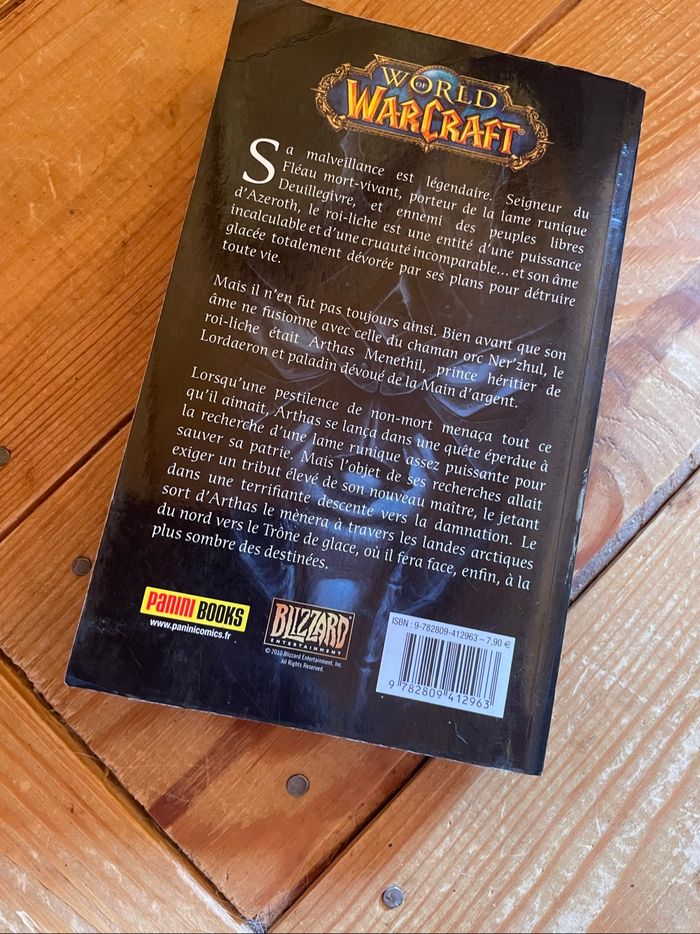 WORLD
OF
WARCRAFT
Sa malveillance est légendaire. Seigneur du
Fléau mort-vivant, porteur de la lame runique
Deuillegivre, et ennemi des peuples libres
d'Azeroth, le roi-liche est une entité d'une puissance
incalculable et d'une cruauté incomparable... et son âme
glacée totalement dévorée par ses plans pour détruire
toute vie.
Mais il n'en fut pas toujours ainsi. Bien avant que son
âme ne fusionne avec celle du chaman orc Ner'zhul, le
roi-liche était Arthas Menethil, prince héritier de
Lordaeron et paladin dévoué de la Main d'argent.
Lorsqu'une pestilence de non-mort menaça tout ce
qu'il aimait, Arthas se lança dans une quête éperdue à
la recherche d'une lame runique assez puissante pour
sauver sa patrie. Mais l'objet de ses recherches allait
exiger un tribut élevé de son nouveau maître, le jetant
dans une terrifiante descente vers la damnation. Le
sort d'Arthas le mènera à travers les landes arctiques
du nord vers le Trône de glace, où il fera face, enfin, à la
plus sombre des destinées.
PANINI BOOKS
www.paninicomics.fr
BLIZZARD
ENTERTAINMENT
© 2010 Blizzard Entertainment, Inc.
All Rights Reserved.
ISBN : 9-782809-412963 – 7,90 €
9 782809 412963